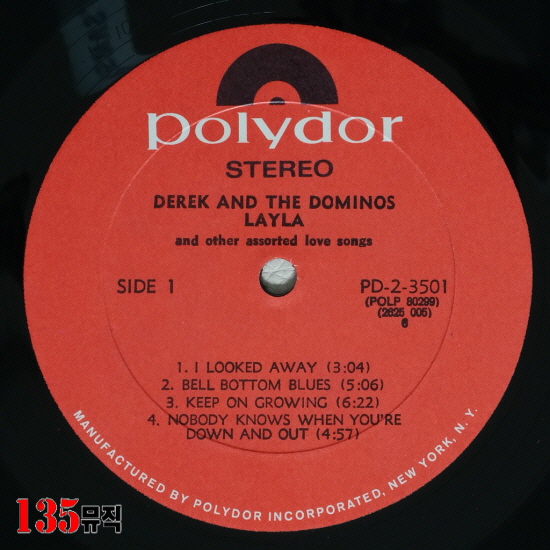 polydor
STEREO
DEREK AND THE DOMINOS
LAYLA
and other assorted love songs
SIDE 1
PD-2-3501
(POLP 80299)
(2625 005)
6
1. I LOOKED AWAY (3:04)
2. BELL BOTTOM BLUES (5:06)
3. KEEP ON GROWING (6:22)
4. NOBODY KNOWS WHEN YOU'RE
DOWN AND OUT (4:57)
MANUFACTURED BY POLYDOR INCORPORATED, NEW YORK, N. Y.
135뮤직